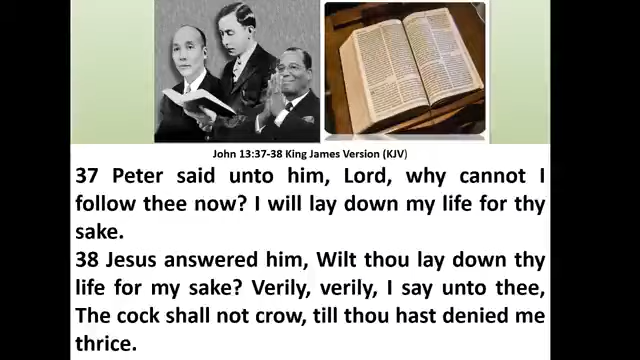 John 13:37-38 King James Version (KJV)
37 Peter said unto him, Lord, why cannot I
follow thee now? I will lay down my life for thy
sake.
38 Jesus answered him, Wilt thou lay down thy
life for my sake? Verily, verily, I say unto thee,
The cock shall not crow, till thou hast denied me
thrice.